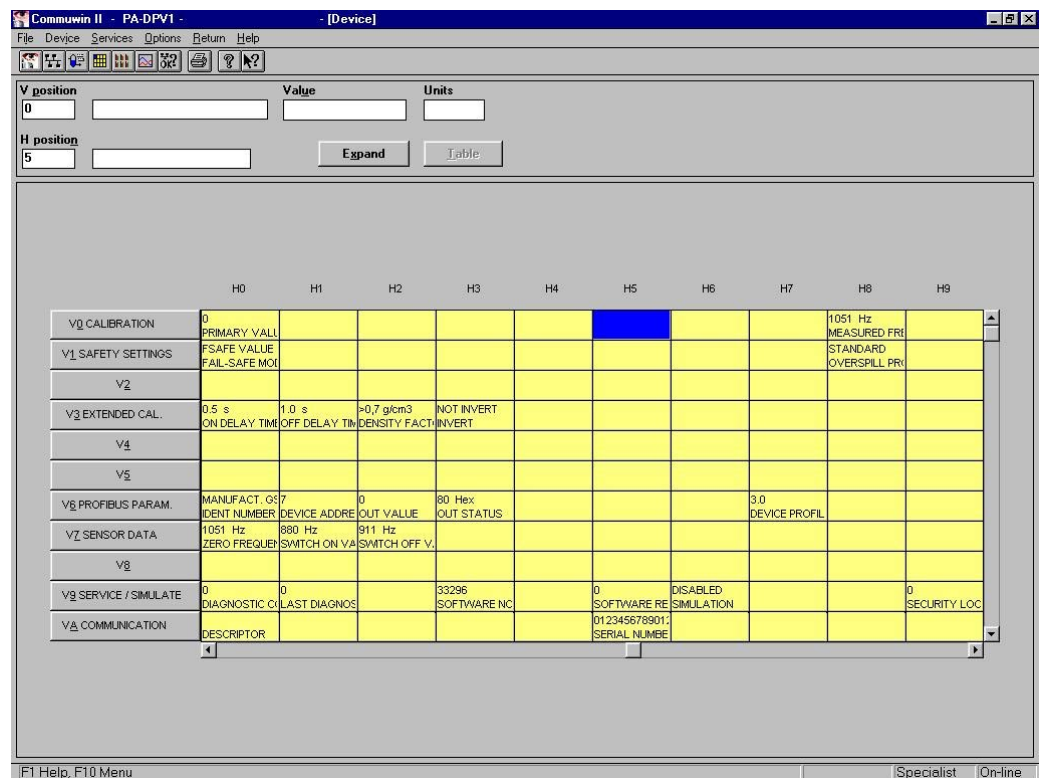 Commuwin II - PA-DPV1 - - [Device]
File Device Services Options Return Help
V position Value Units
0
H position
5 Expand Table
H0 H1 H2 H3 H4 H5 H6 H7 H8 H9
V0 CALIBRATION 0 1051 Hz
PRIMARY VALU MEASURED FRE
V1 SAFETY SETTINGS FSAFE VALUE STANDARD
FAIL-SAFE MOD OVERSPILL PRO
V2
V3 EXTENDED CAL. 0.5 s 1.0 s >0,7 g/cm3 NOT INVERT
ON DELAY TIME OFF DELAY TIM DENSITY FACTO INVERT
V4
V5
V6 PROFIBUS PARAM. MANUFACT. GS 7 0 80 Hex 3.0
IDENT NUMBER DEVICE ADDRE OUT VALUE OUT STATUS DEVICE PROFIL
V7 SENSOR DATA 1051 Hz 880 Hz 911 Hz
ZERO FREQUEN SWITCH ON VA SWITCH OFF V.
V8
V9 SERVICE / SIMULATE 0 0 33296 0 DISABLED 0
DIAGNOSTIC CO LAST DIAGNOS SOFTWARE NO SOFTWARE RE SIMULATION SECURITY LOC
VA COMMUNICATION 0123456789012
DESCRIPTOR SERIAL NUMBE
F1 Help, F10 Menu Specialist On-line